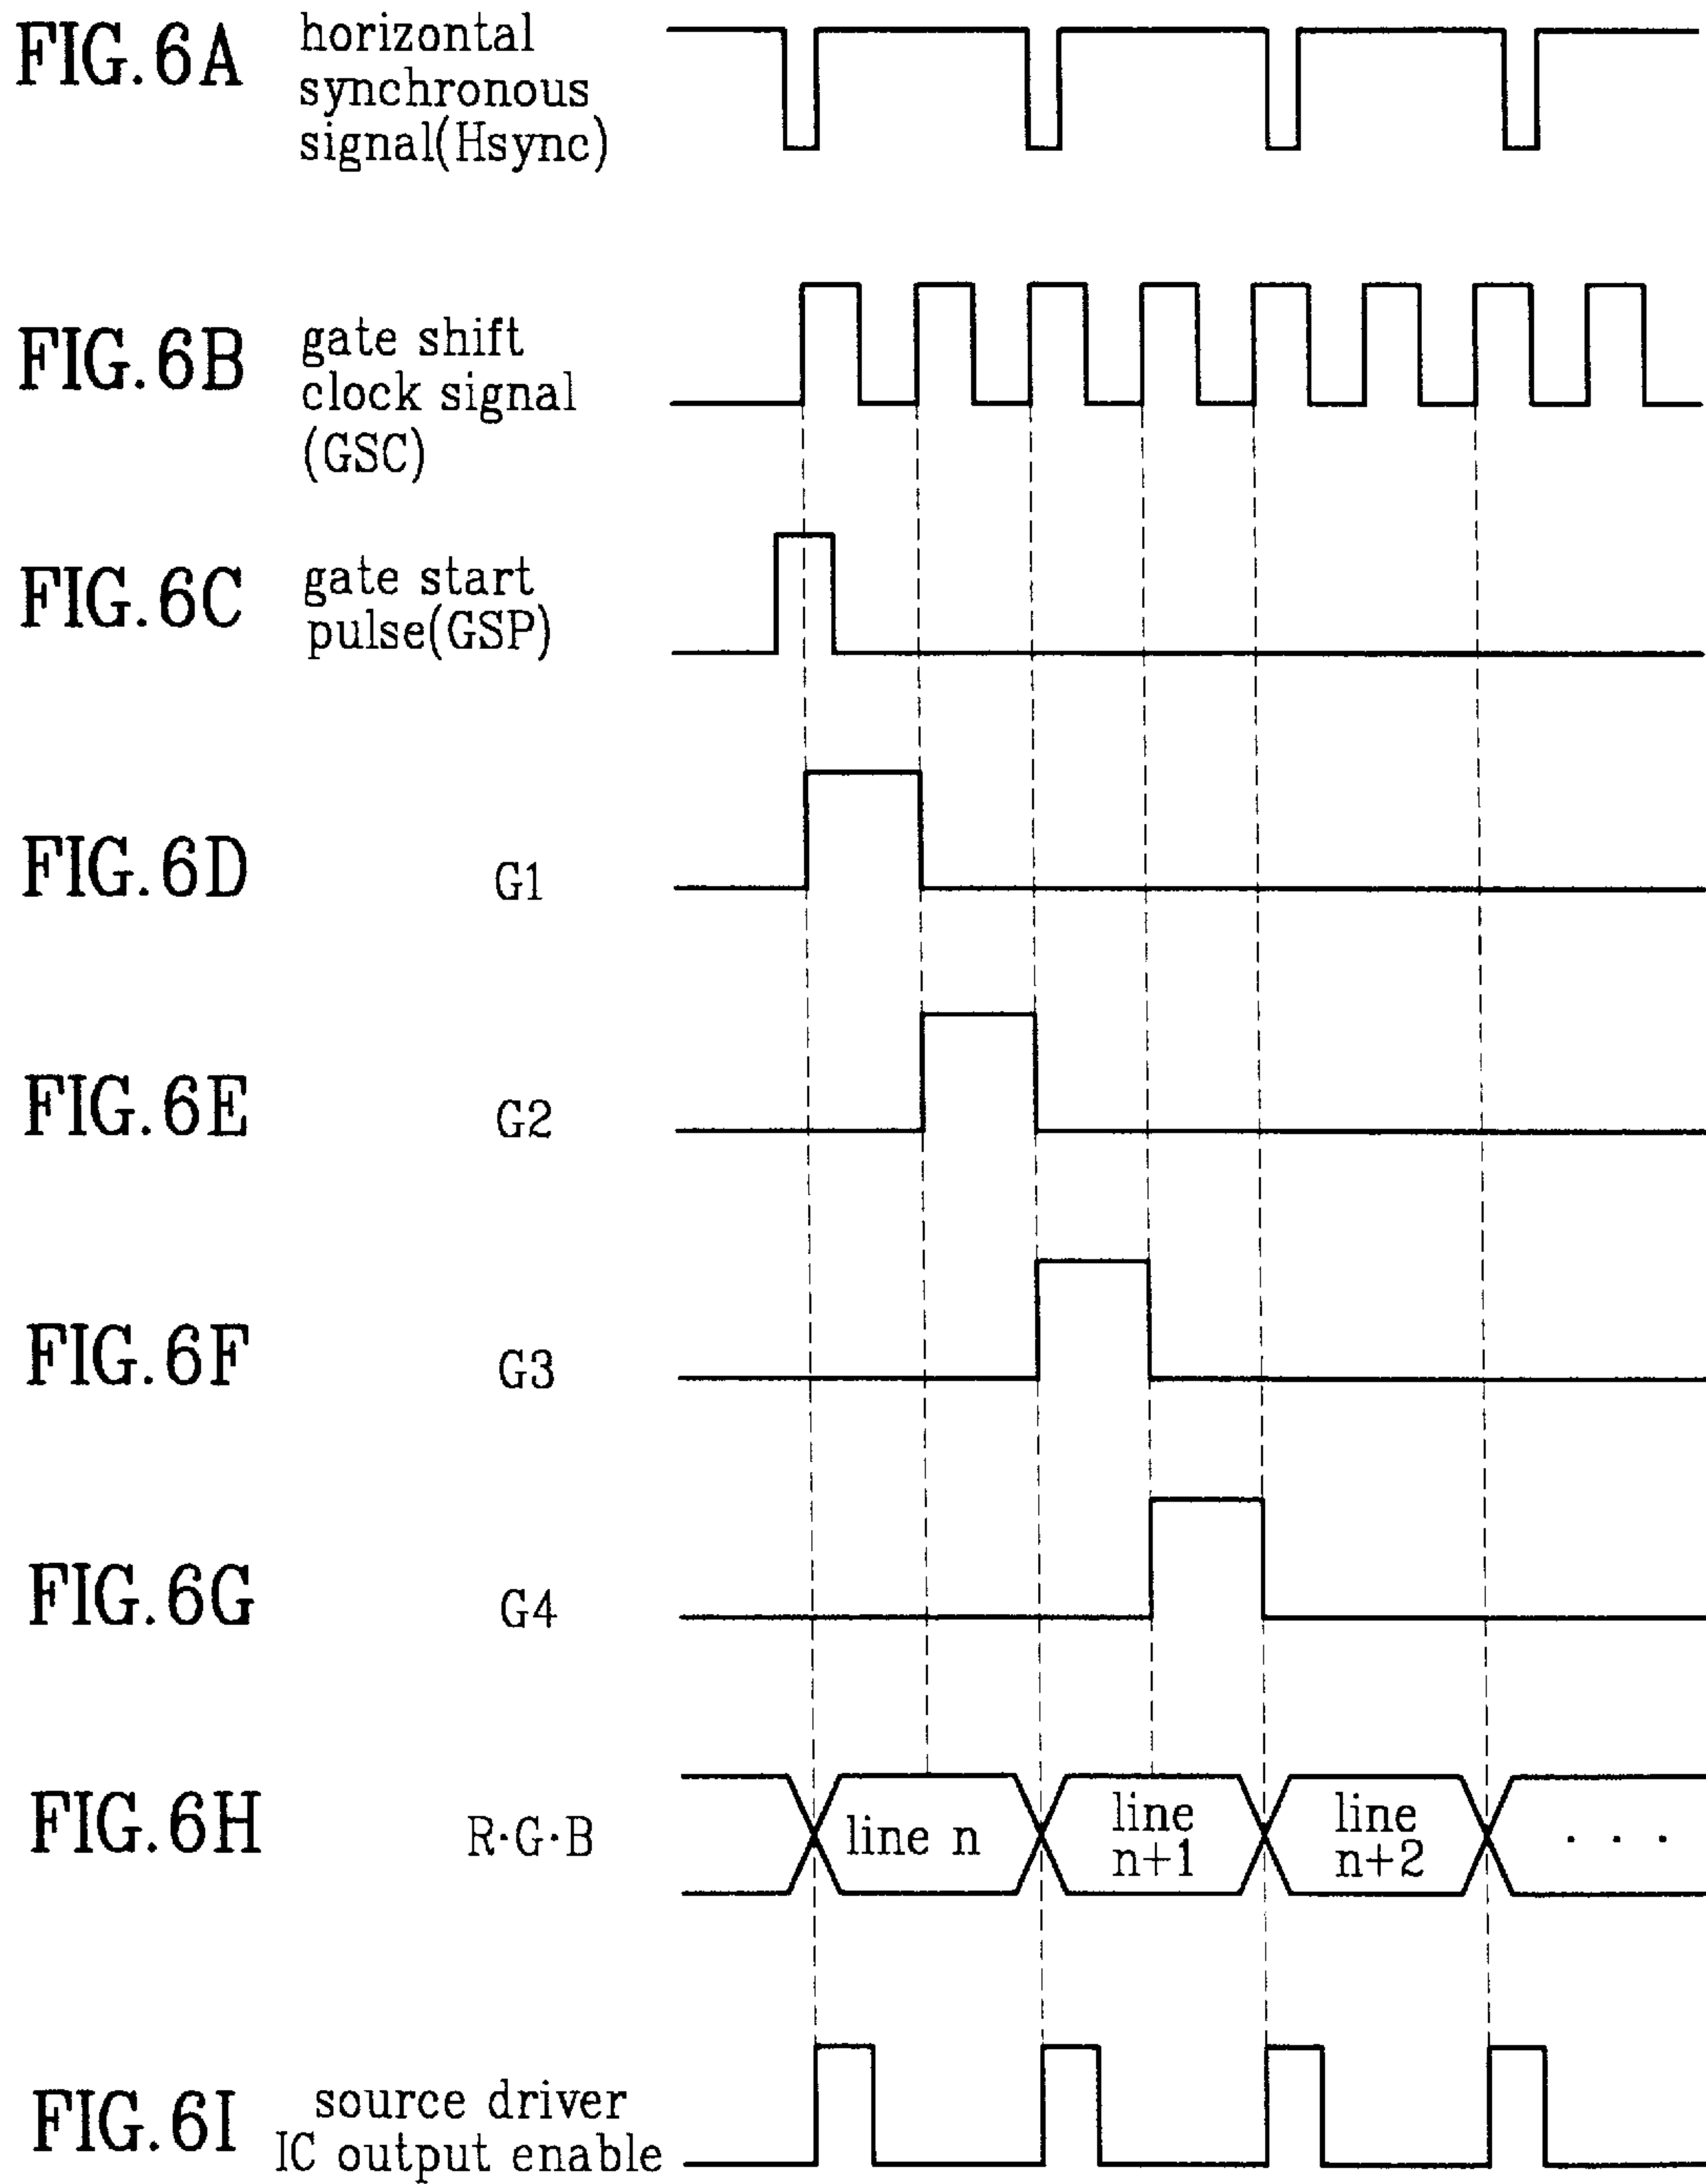 FIG.6A
horizontal
synchronous
signal(Hsync)
FIG.6B
gate shift
clock signal
(GSC)
FIG.6C
gate start
pulse(GSP)
FIG.6D
G1
FIG.6E
G2
FIG.6F
G3
FIG.6G
G4
FIG.6H
R·G·B
line n
line
n+1
line
n+2
. . .
FIG.6I
source driver
IC output enable